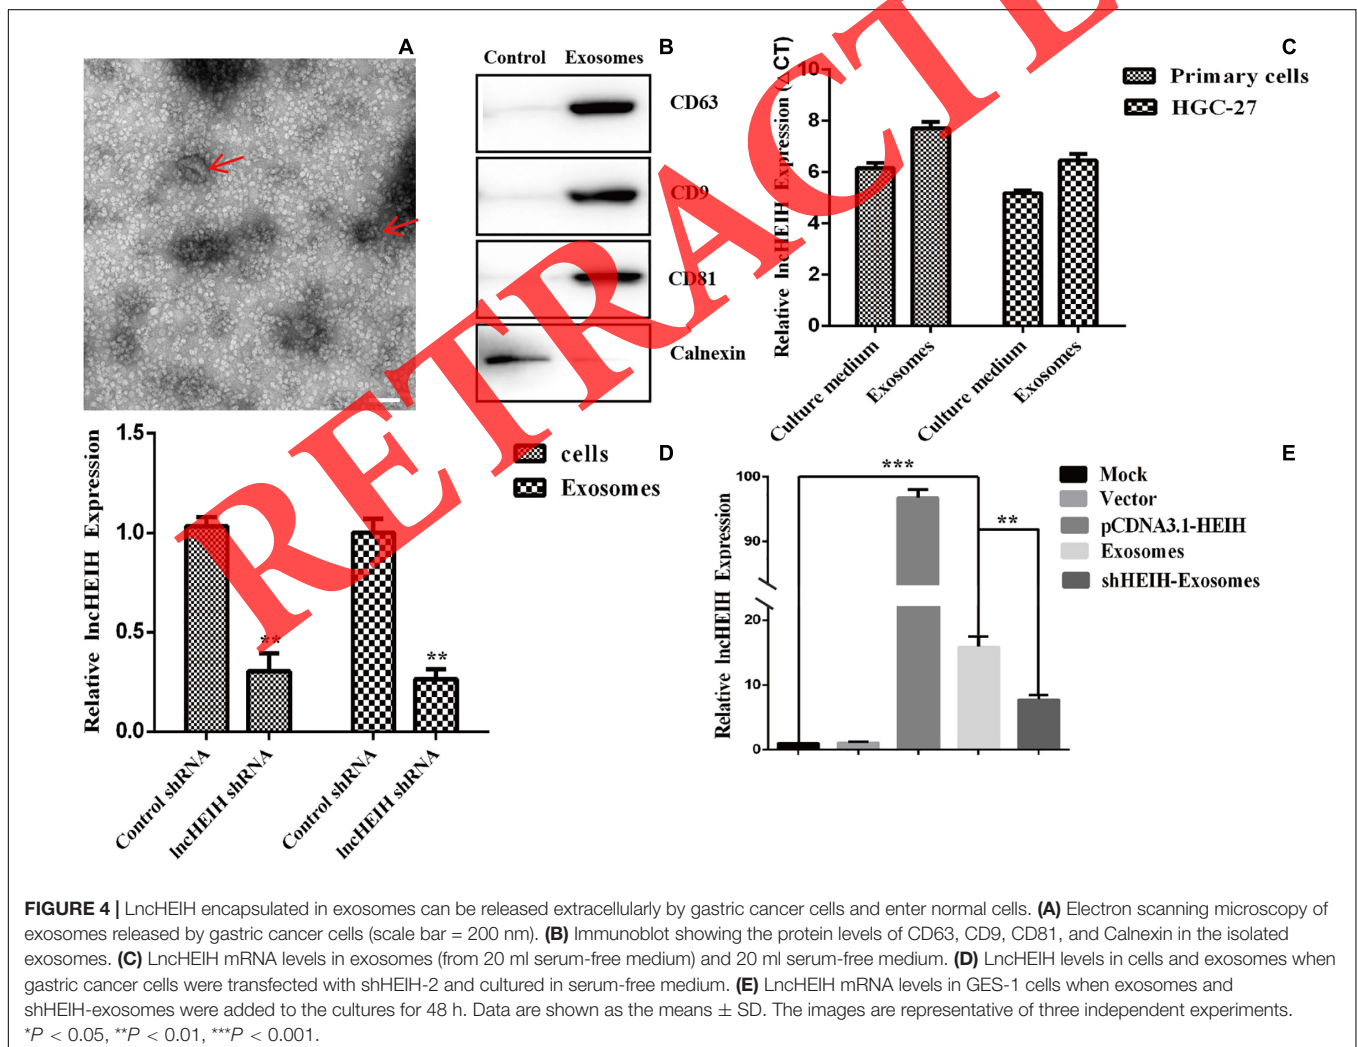 A
B
Control Exosomes
CD63
CD9
CD81
Calnexin
C
Relative lncHEIH Expression (ΔCT)
10
8
6
4
2
0
Primary cells
HGC-27
Culture medium
Exosomes
Culture medium
Exosomes
D
Relative lncHEIH Expression
1.5
1.0
0.5
0.0
cells
Exosomes
**
**
Control shRNA
lncHEIH shRNA
Control shRNA
lncHEIH shRNA
E
Relative lncHEIH Expression
100
90
20
10
0
***
**
Mock
Vector
pCDNA3.1-HEIH
Exosomes
shHEIH-Exosomes
FIGURE 4 | LncHEIH encapsulated in exosomes can be released extracellularly by gastric cancer cells and enter normal cells. (A) Electron scanning microscopy of
exosomes released by gastric cancer cells (scale bar = 200 nm). (B) Immunoblot showing the protein levels of CD63, CD9, CD81, and Calnexin in the isolated
exosomes. (C) LncHEIH mRNA levels in exosomes (from 20 ml serum-free medium) and 20 ml serum-free medium. (D) LncHEIH levels in cells and exosomes when
gastric cancer cells were transfected with shHEIH-2 and cultured in serum-free medium. (E) LncHEIH mRNA levels in GES-1 cells when exosomes and
shHEIH-exosomes were added to the cultures for 48 h. Data are shown as the means ± SD. The images are representative of three independent experiments.
*P < 0.05, **P < 0.01, ***P < 0.001.
RETRACTE